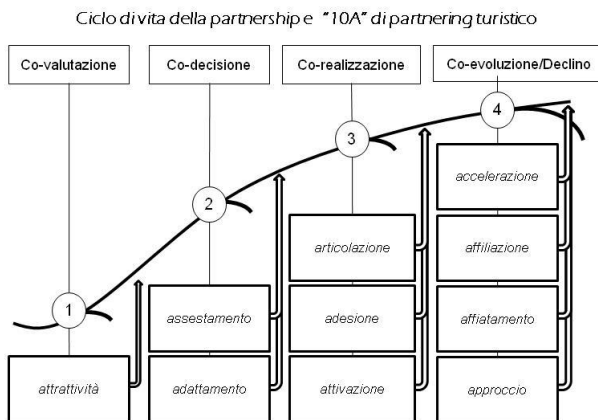 Ciclo di vita della partnership e "10A" di partnering turistico
Co-valutazione
Co-decisione
Co-realizzazione
Co-evoluzione/Declino
4
3
accelerazione
2
articolazione
affiliazione
1
assestamento
adesione
affiatamento
attrattività
adattamento
attivazione
approccio